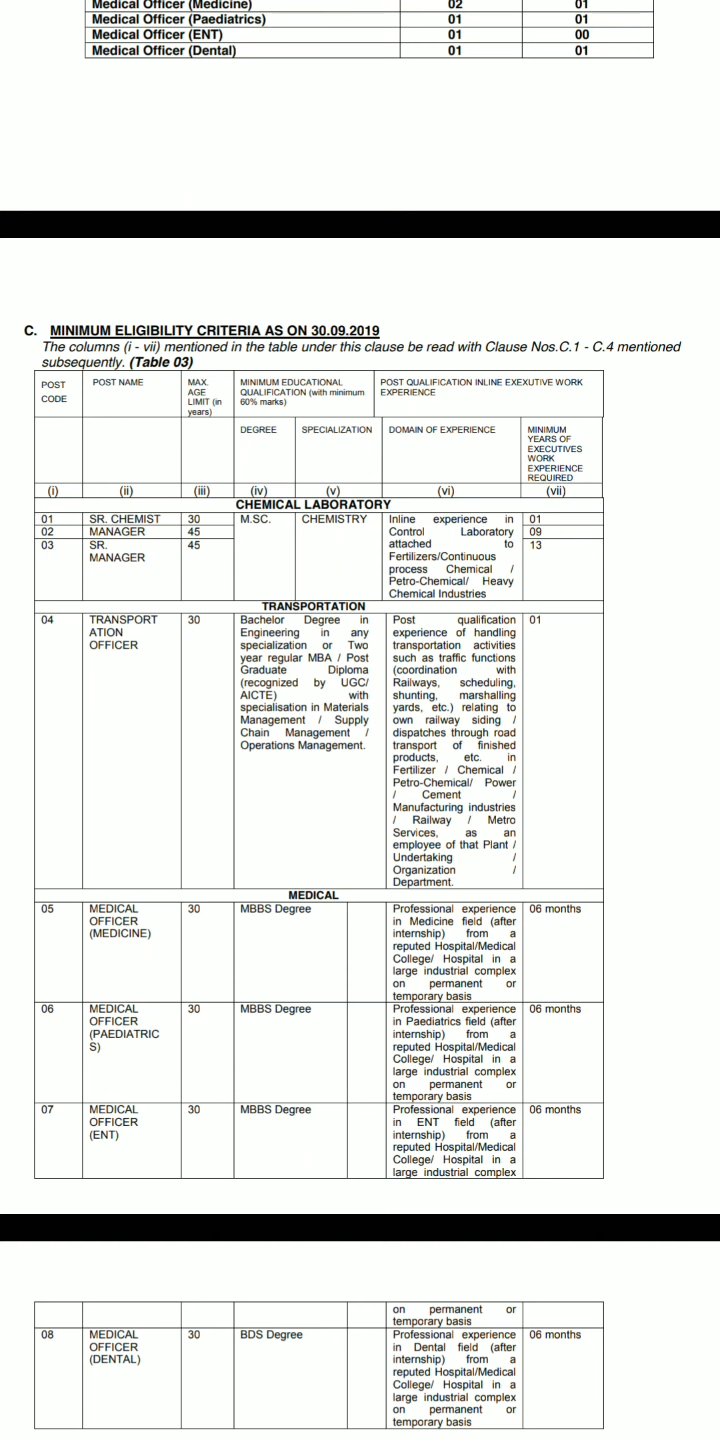 Medical Officer (Medicine) 02 01
Medical Officer (Paediatrics) 01 01
Medical Officer (ENT) 01 00
Medical Officer (Dental) 01 01
C. MINIMUM ELIGIBILITY CRITERIA AS ON 30.09.2019
The columns (i - vii) mentioned in the table under this clause be read with Clause Nos.C.1 - C.4 mentioned
subsequently. (Table 03)
POST
CODE
POST NAME
MAX.
AGE
LIMIT (in
years)
MINIMUM EDUCATIONAL
QUALIFICATION (with minimum
60% marks)
POST QUALIFICATION INLINE EXEXUTIVE WORK
EXPERIENCE
DEGREE
SPECIALIZATION
DOMAIN OF EXPERIENCE
MINIMUM
YEARS OF
EXECUTIVES
WORK
EXPERIENCE
REQUIRED
(i) (ii) (iii) (iv) (v) (vi) (vii)
CHEMICAL LABORATORY
01 SR. CHEMIST 30
02 MANAGER 45
03 SR. 45
MANAGER
M.SC.
CHEMISTRY
Inline experience in
Control Laboratory
attached to
Fertilizers/Continuous
process Chemical /
Petro-Chemical/ Heavy
Chemical Industries
01
09
13
TRANSPORTATION
04
TRANSPORT
ATION
OFFICER
30
Bachelor Degree in
Engineering in any
specialization or Two
year regular MBA / Post
Graduate Diploma
(recognized by UGC/
AICTE) with
specialisation in Materials
Management / Supply
Chain Management /
Operations Management.
Post qualification
experience of handling
transportation activities
such as traffic functions
(coordination with
Railways, scheduling,
shunting, marshalling
yards, etc.) relating to
own railway siding /
dispatches through road
transport of finished
products, etc. in
Fertilizer / Chemical /
Petro-Chemical/ Power
/ Cement /
Manufacturing industries
/ Railway / Metro
Services, as an
employee of that Plant /
Undertaking /
Organization /
Department.
01
MEDICAL
05
MEDICAL
OFFICER
(MEDICINE)
30
MBBS Degree
Professional experience
in Medicine field (after
internship) from a
reputed Hospital/Medical
College/ Hospital in a
large industrial complex
on permanent or
temporary basis
06 months
06
MEDICAL
OFFICER
(PAEDIATRIC
S)
30
MBBS Degree
Professional experience
in Paediatrics field (after
internship) from a
reputed Hospital/Medical
College/ Hospital in a
large industrial complex
on permanent or
temporary basis
06 months
07
MEDICAL
OFFICER
(ENT)
30
MBBS Degree
Professional experience
in ENT field (after
internship) from a
reputed Hospital/Medical
College/ Hospital in a
large industrial complex
06 months
on permanent or
temporary basis
08
MEDICAL
OFFICER
(DENTAL)
30
BDS Degree
Professional experience
in Dental field (after
internship) from a
reputed Hospital/Medical
College/ Hospital in a
large industrial complex
on permanent or
temporary basis
06 months